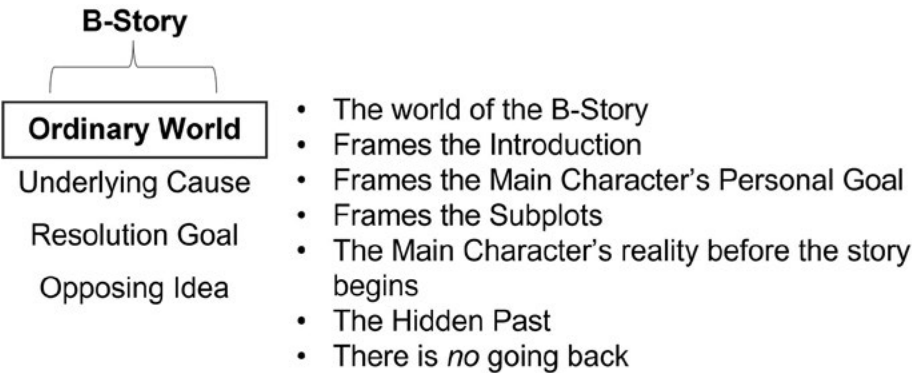 B-Story
Ordinary World
Underlying Cause
Resolution Goal
Opposing Idea
• The world of the B-Story
• Frames the Introduction
• Frames the Main Character’s Personal Goal
• Frames the Subplots
• The Main Character’s reality before the story
begins
• The Hidden Past
• There is no going back